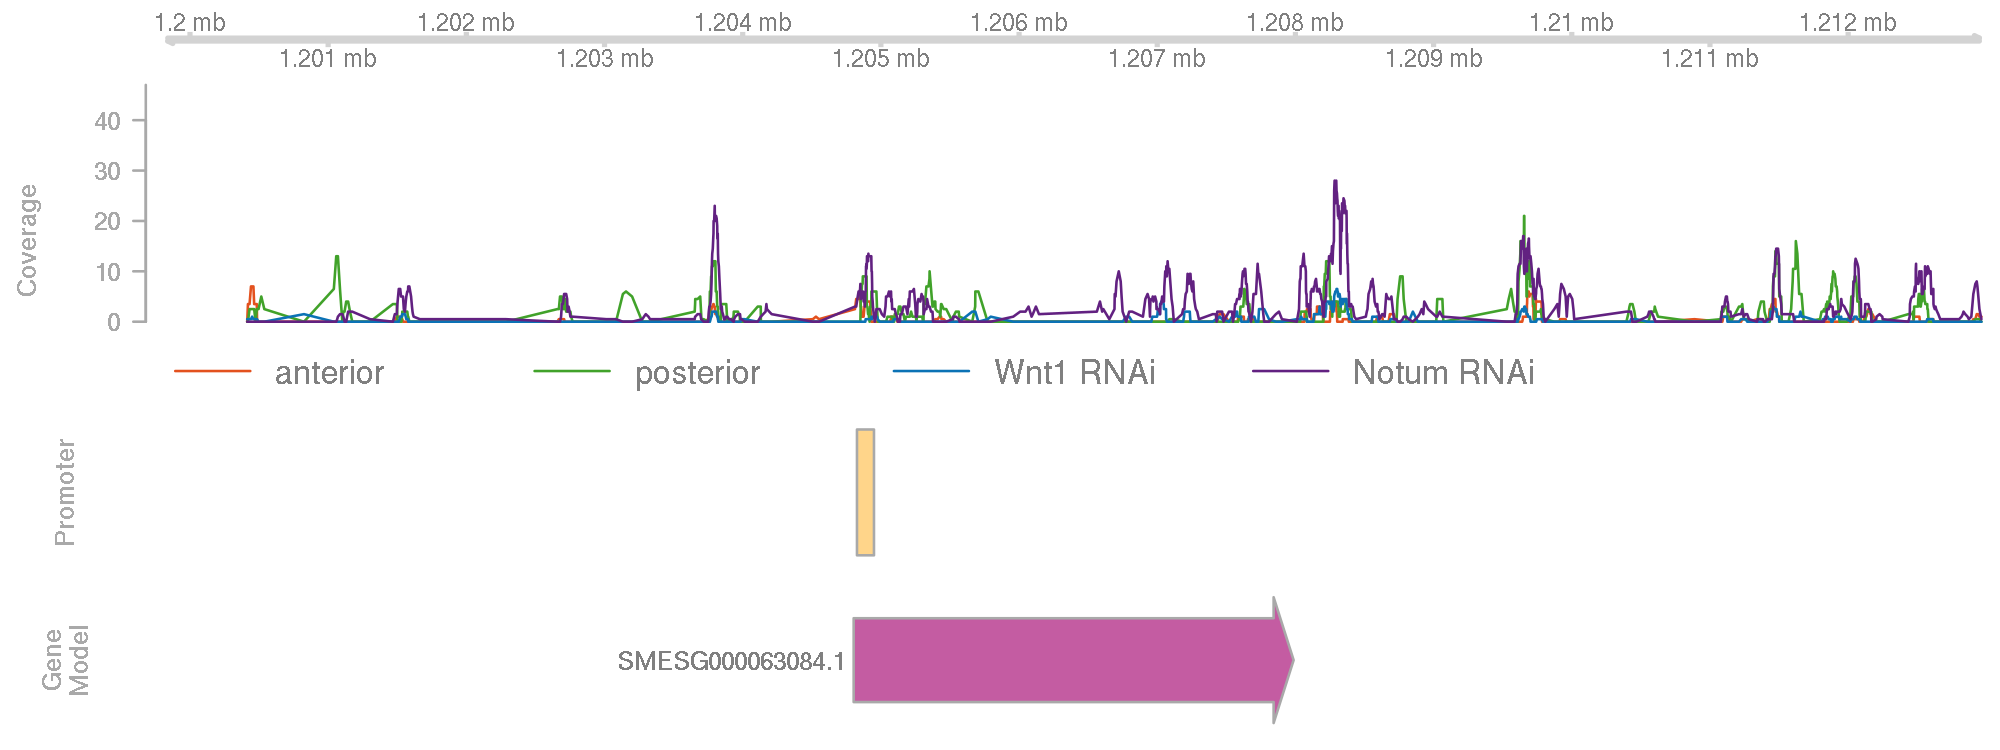 1.2 mb 1.202 mb 1.204 mb 1.206 mb 1.208 mb 1.21 mb 1.212 mb
1.201 mb 1.203 mb 1.205 mb 1.207 mb 1.209 mb 1.211 mb
Coverage
40
30
20
10
0
anterior posterior Wnt1 RNAi Notum RNAi
Promoter
Gene
Model
SMESG000063084.1